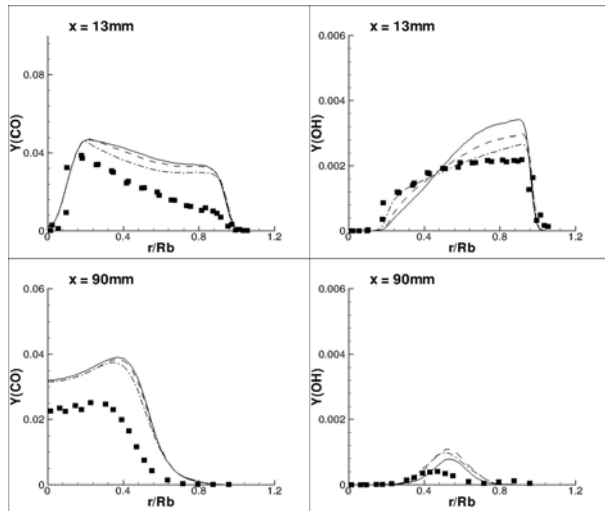 x = 13mm
Y(CO)
0.08
0.04
0
0 0.4 0.8 1.2
r/Rb
x = 13mm
Y(OH)
0.006
0.004
0.002
0
0 0.4 0.8 1.2
r/Rb
x = 90mm
Y(CO)
0.06
0.04
0.02
0
0 0.4 0.8 1.2
r/Rb
x = 90mm
Y(OH)
0.006
0.004
0.002
0
0 0.4 0.8 1.2
r/Rb